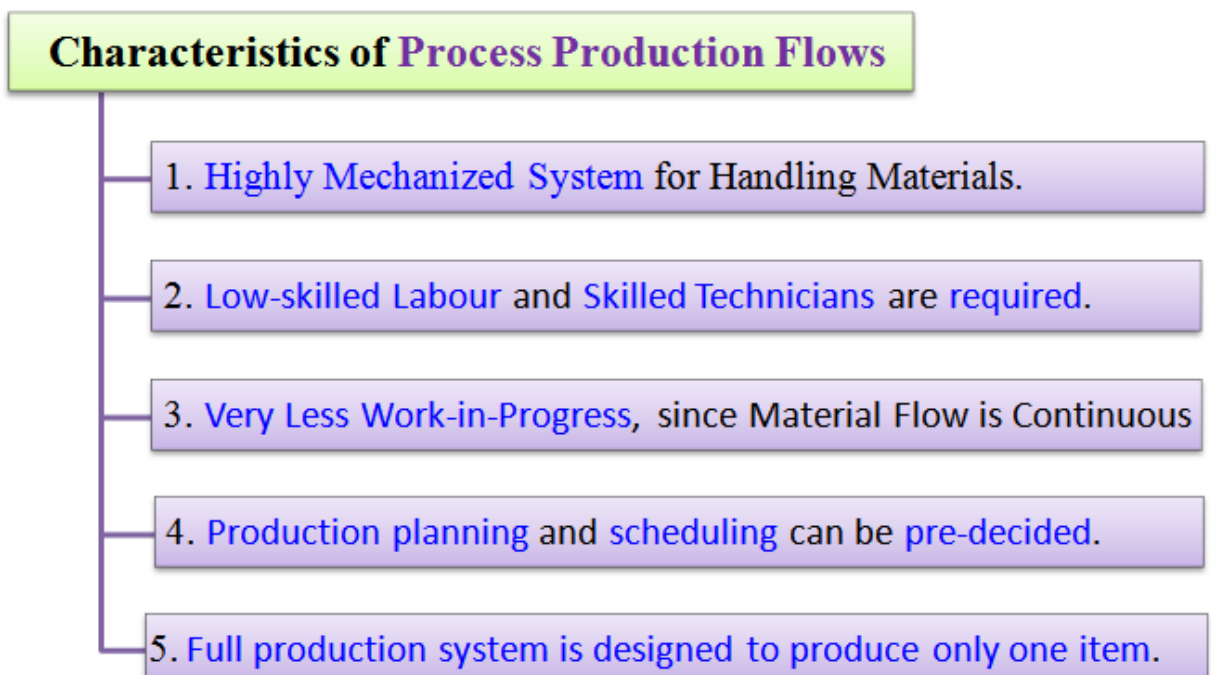 Characteristics of Process Production Flows
1. Highly Mechanized System for Handling Materials.
2. Low-skilled Labour and Skilled Technicians are required.
3. Very Less Work-in-Progress, since Material Flow is Continuous
4. Production planning and scheduling can be pre-decided.
5. Full production system is designed to produce only one item.